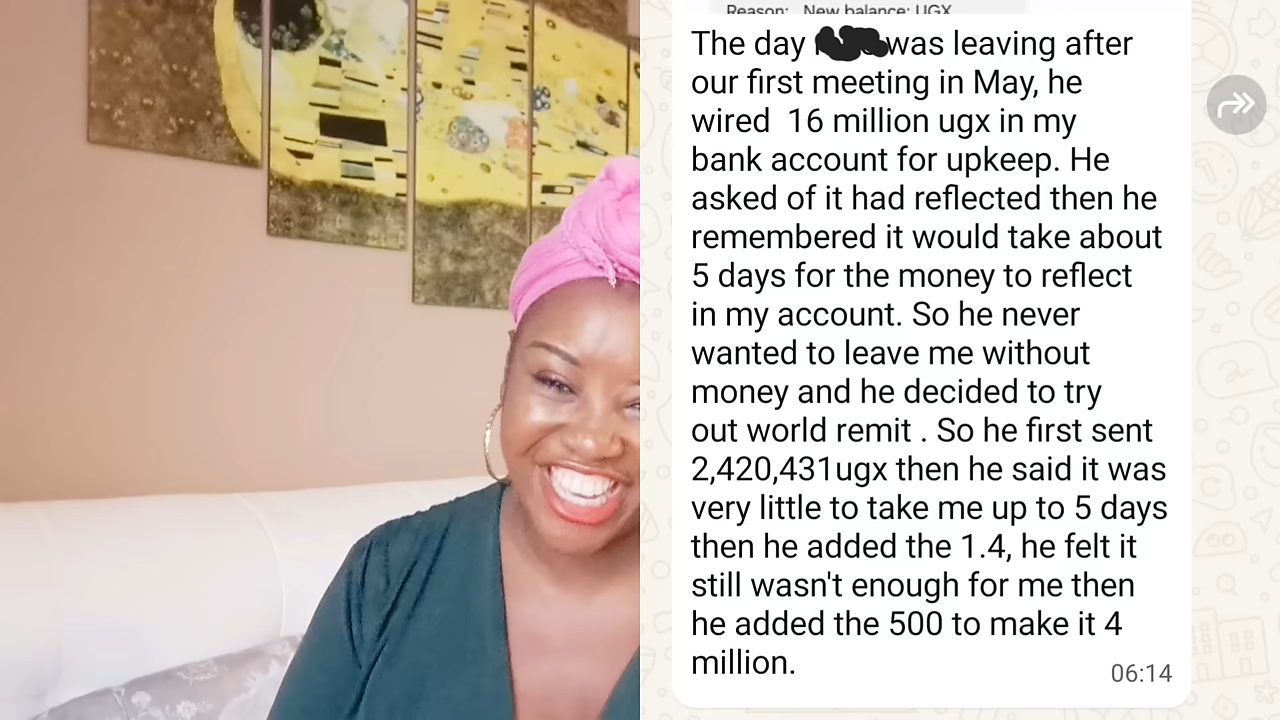 Reason: New balance: UGX
The day was leaving after
our first meeting in May, he
wired 16 million ugx in my
bank account for upkeep. He
asked of it had reflected then he
remembered it would take about
5 days for the money to reflect
in my account. So he never
wanted to leave me without
money and he decided to try
out world remit . So he first sent
2,420,431ugx then he said it was
very little to take me up to 5 days
then he added the 1.4, he felt it
still wasn't enough for me then
he added the 500 to make it 4
million.
06:14